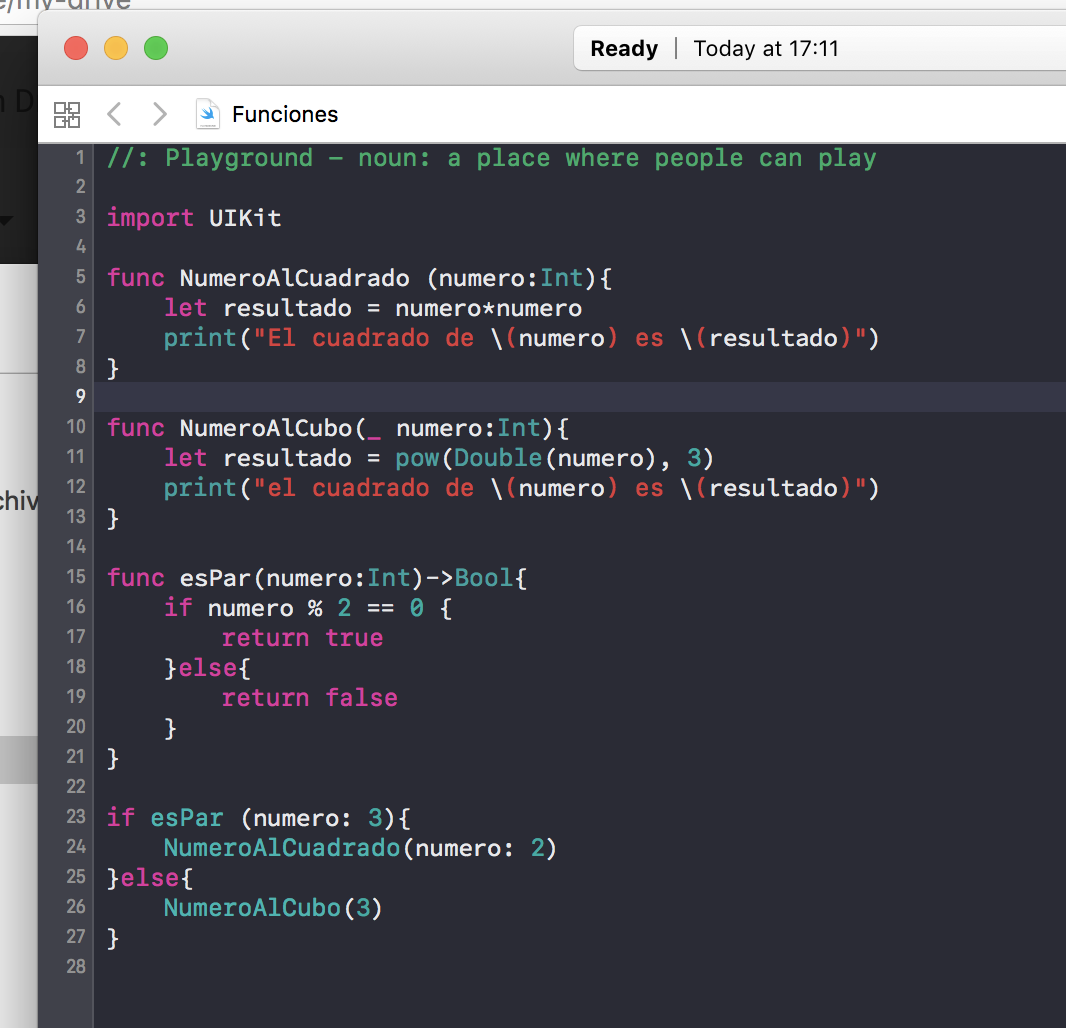 e/my-drive
Ready | Today at 17:11
Funciones
1 //: Playground - noun: a place where people can play
2
3 import UIKit
4
5 func NumeroAlCuadrado (numero:Int){
6     let resultado = numero*numero
7     print("El cuadrado de \(numero) es \(resultado)")
8 }
9
10 func NumeroAlCubo(_ numero:Int){
11     let resultado = pow(Double(numero), 3)
12     print("el cuadrado de \(numero) es \(resultado)")
13 }
14
15 func esPar(numero:Int)->Bool{
16     if numero % 2 == 0 {
17         return true
18     }else{
19         return false
20     }
21 }
22
23 if esPar (numero: 3){
24     NumeroAlCuadrado(numero: 2)
25 }else{
26     NumeroAlCubo(3)
27 }
28